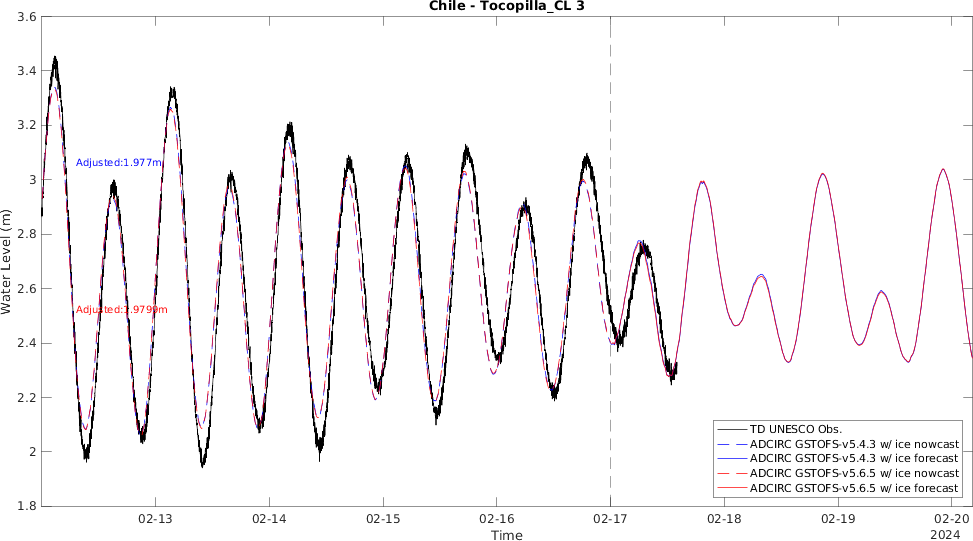 Chile - Tocopilla_CL 3
3.6
3.4
3.2
3
2.8
2.6
2.4
2.2
2
1.8
Water Level (m)
Adjusted:1.977m
Adjusted:1.9799m
02-13
02-14
02-15
02-16
02-17
02-18
02-19
02-20
Time
2024
TD UNESCO Obs.
ADCIRC GSTOFS-v5.4.3 w/ ice nowcast
ADCIRC GSTOFS-v5.4.3 w/ ice forecast
ADCIRC GSTOFS-v5.6.5 w/ ice nowcast
ADCIRC GSTOFS-v5.6.5 w/ ice forecast